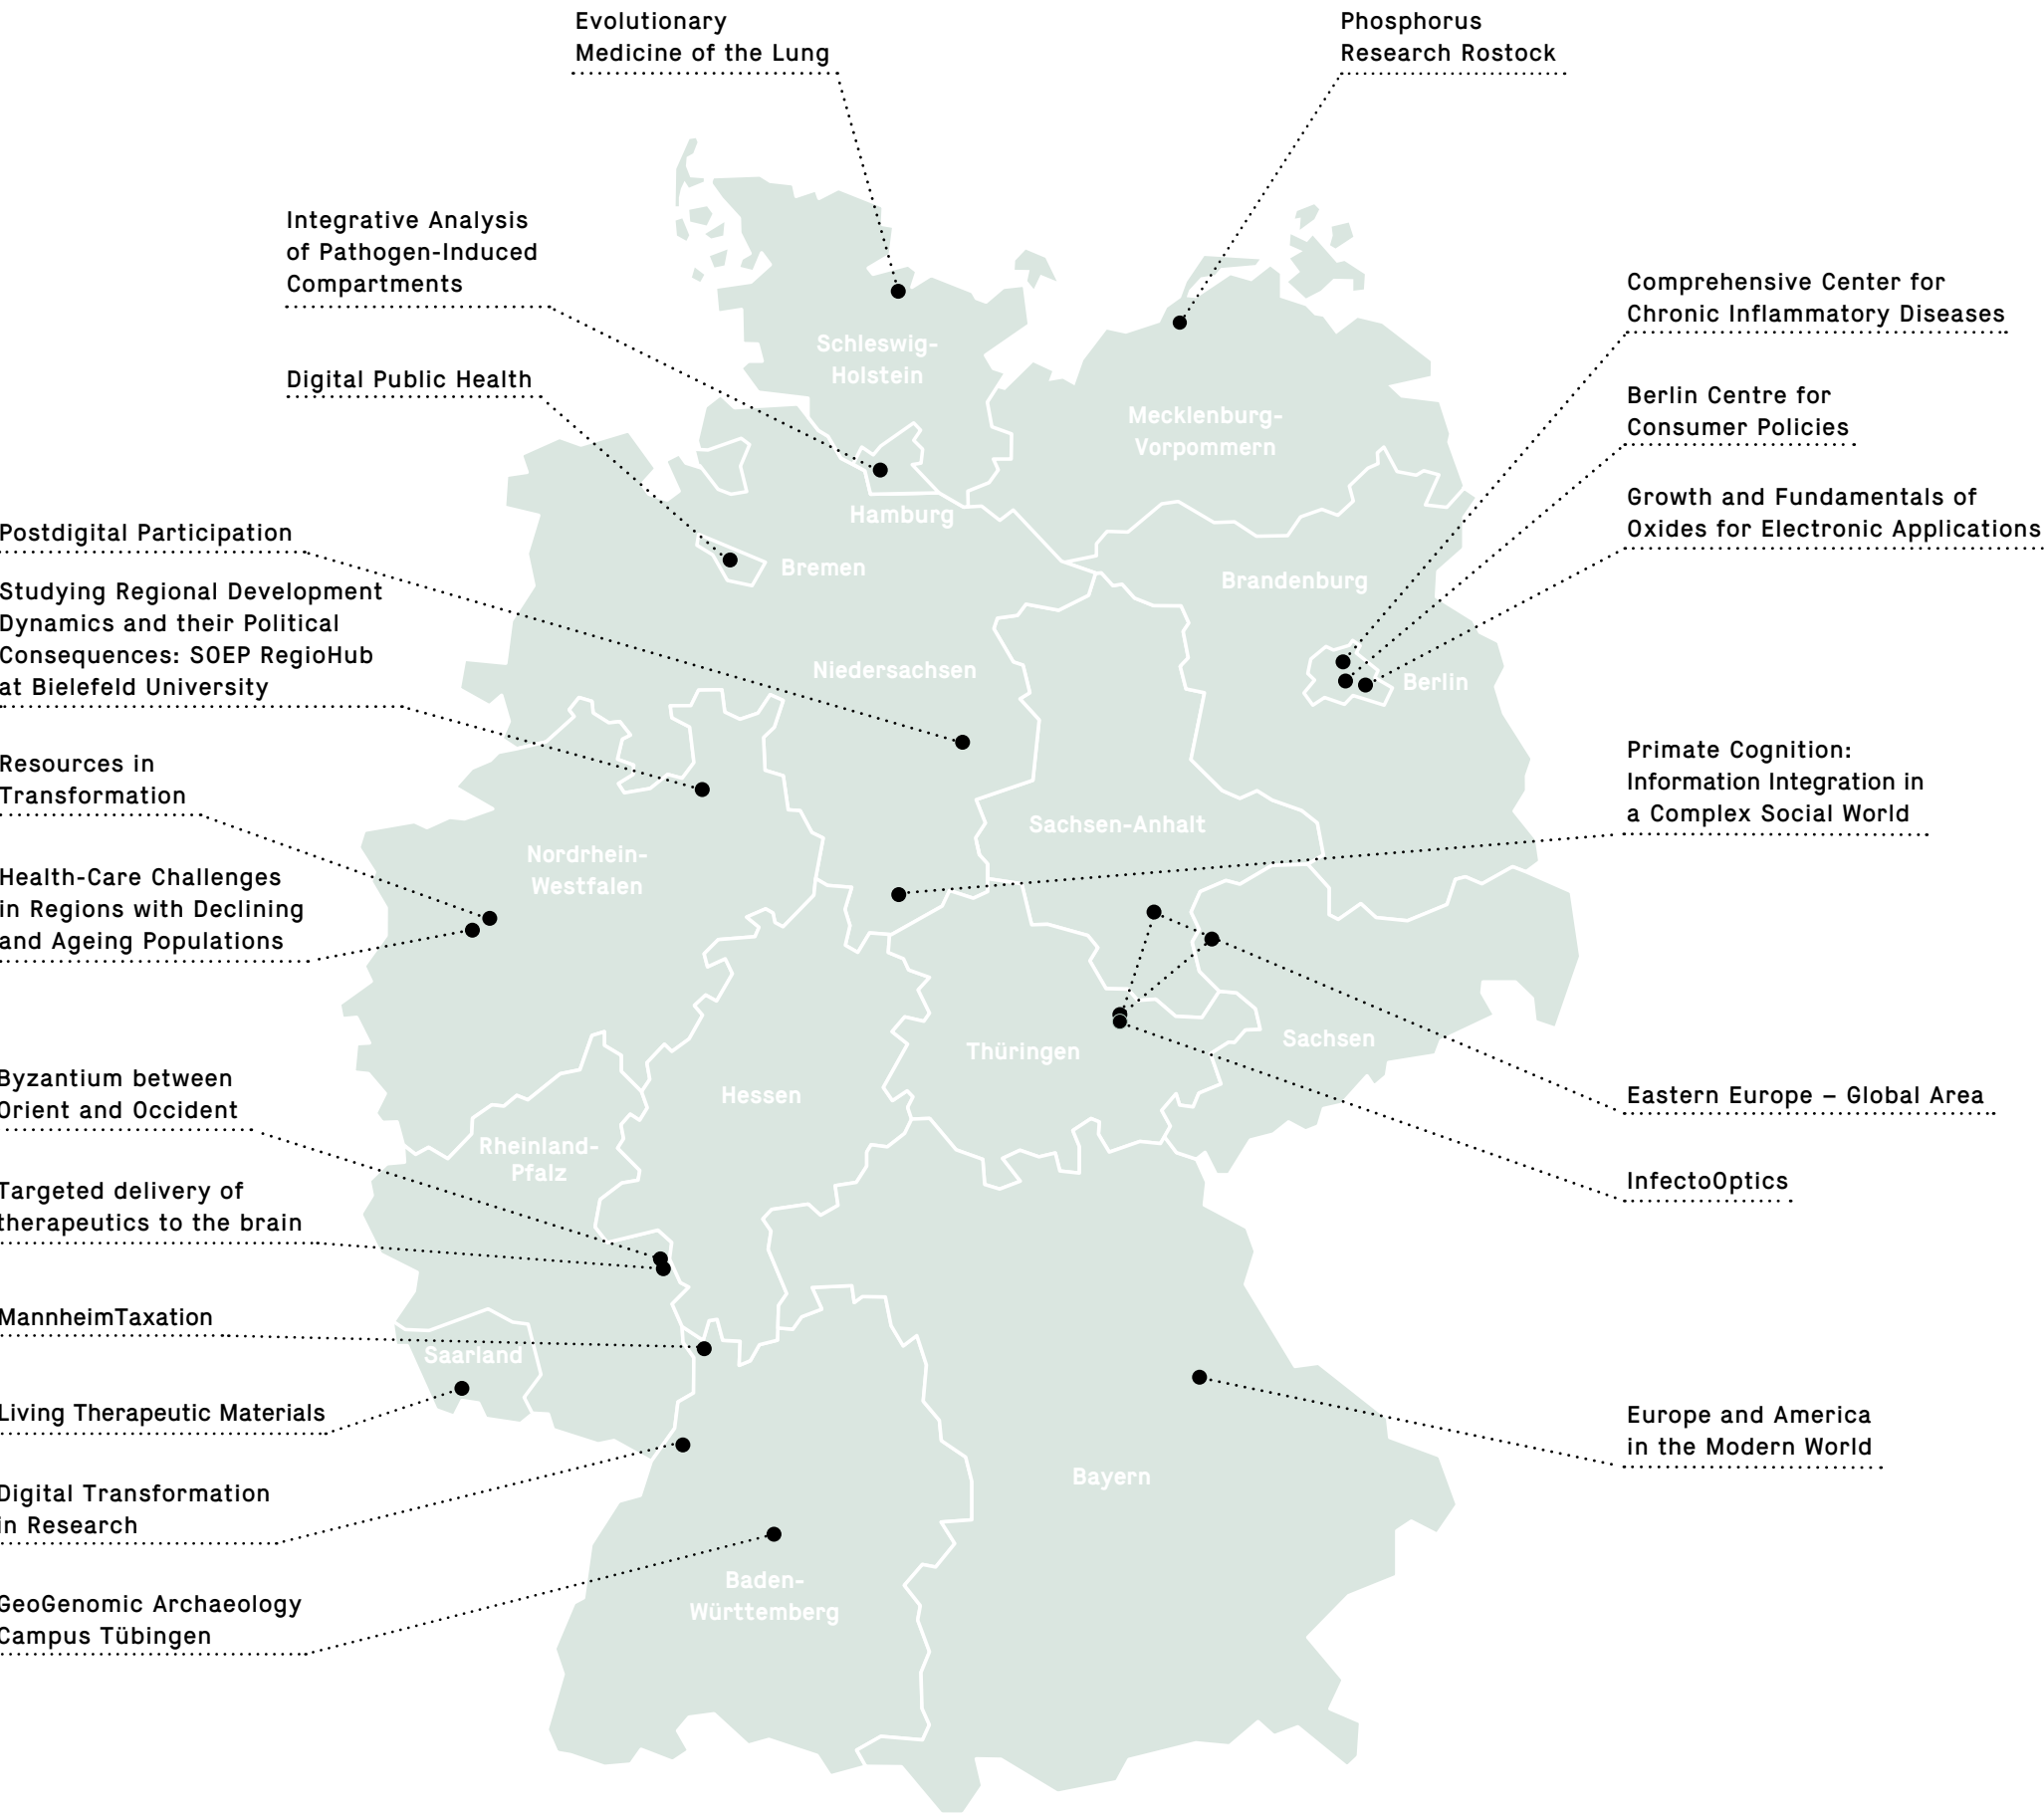 Evolutionary
Medicine of the Lung
Phosphorus
Research Rostock
Integrative Analysis
of Pathogen-Induced
Compartments
Digital Public Health
Postdigital Participation
Studying Regional Development
Dynamics and their Political
Consequences: SOEP RegioHub
at Bielefeld University
Resources in
Transformation
Health-Care Challenges
in Regions with Declining
and Ageing Populations
Byzantium between
Orient and Occident
Targeted delivery of
therapeutics to the brain
MannheimTaxation
Living Therapeutic Materials
Digital Transformation
in Research
GeoGenomic Archaeology
Campus Tübingen
Schleswig-
Holstein
Mecklenburg-
Vorpommern
Hamburg
Bremen
Brandenburg
Niedersachsen
Berlin
Sachsen-Anhalt
Nordrhein-
Westfalen
Thüringen
Sachsen
Hessen
Rheinland-
Pfalz
Saarland
Bayern
Baden-
Württemberg
Comprehensive Center for
Chronic Inflammatory Diseases
Berlin Centre for
Consumer Policies
Growth and Fundamentals of
Oxides for Electronic Applications
Primate Cognition:
Information Integration in
a Complex Social World
Eastern Europe – Global Area
InfectoOptics
Europe and America
in the Modern World